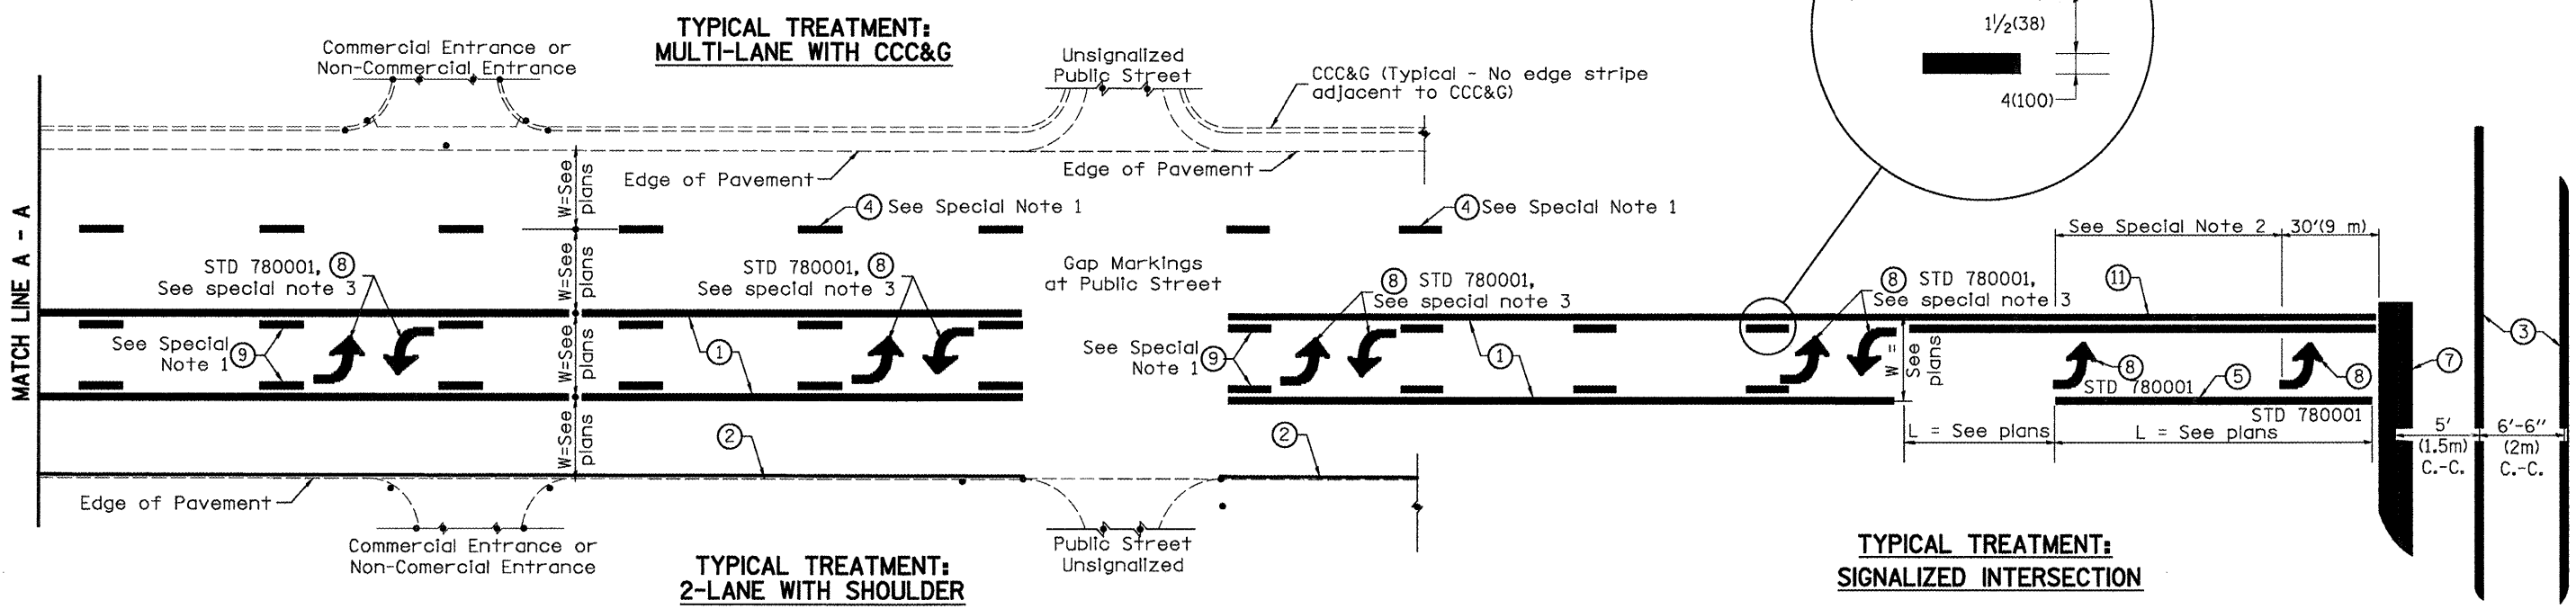 TYPICAL TREATMENT:
MULTI-LANE WITH CCC&G
Commercial Entrance or
Non-Commercial Entrance
Unsignalized
Public Street
CCC&G (Typical - No edge stripe
adjacent to CCC&G)
1½(38)
4(100)
Edge of Pavement
Edge of Pavement
W=See
plans
MATCH LINE A - A
4 See Special Note 1
4 See Special Note 1
See Special Note 2
30'(9 m)
STD 780001, 8
See special note 3
W=See
plans
STD 780001, 8
See special note 3
Gap Markings
at Public Street
8 STD 780001,
See special note 3
8 STD 780001,
See special note 3
11
3
See Special
Note 1 9
1
W=See
plans
See Special
Note 1 9
1
W =
See
plans
8
STD 780001
5
8
7
STD 780001
2
W=See
plans
2
L = See plans
L = See plans
5'
(1.5m)
C.-C.
6'-6"
(2m)
C.-C.
Edge of Pavement
Commercial Entrance or
Non-Comercial Entrance
Public Street
Unsignalized
TYPICAL TREATMENT:
2-LANE WITH SHOULDER
TYPICAL TREATMENT:
SIGNALIZED INTERSECTION